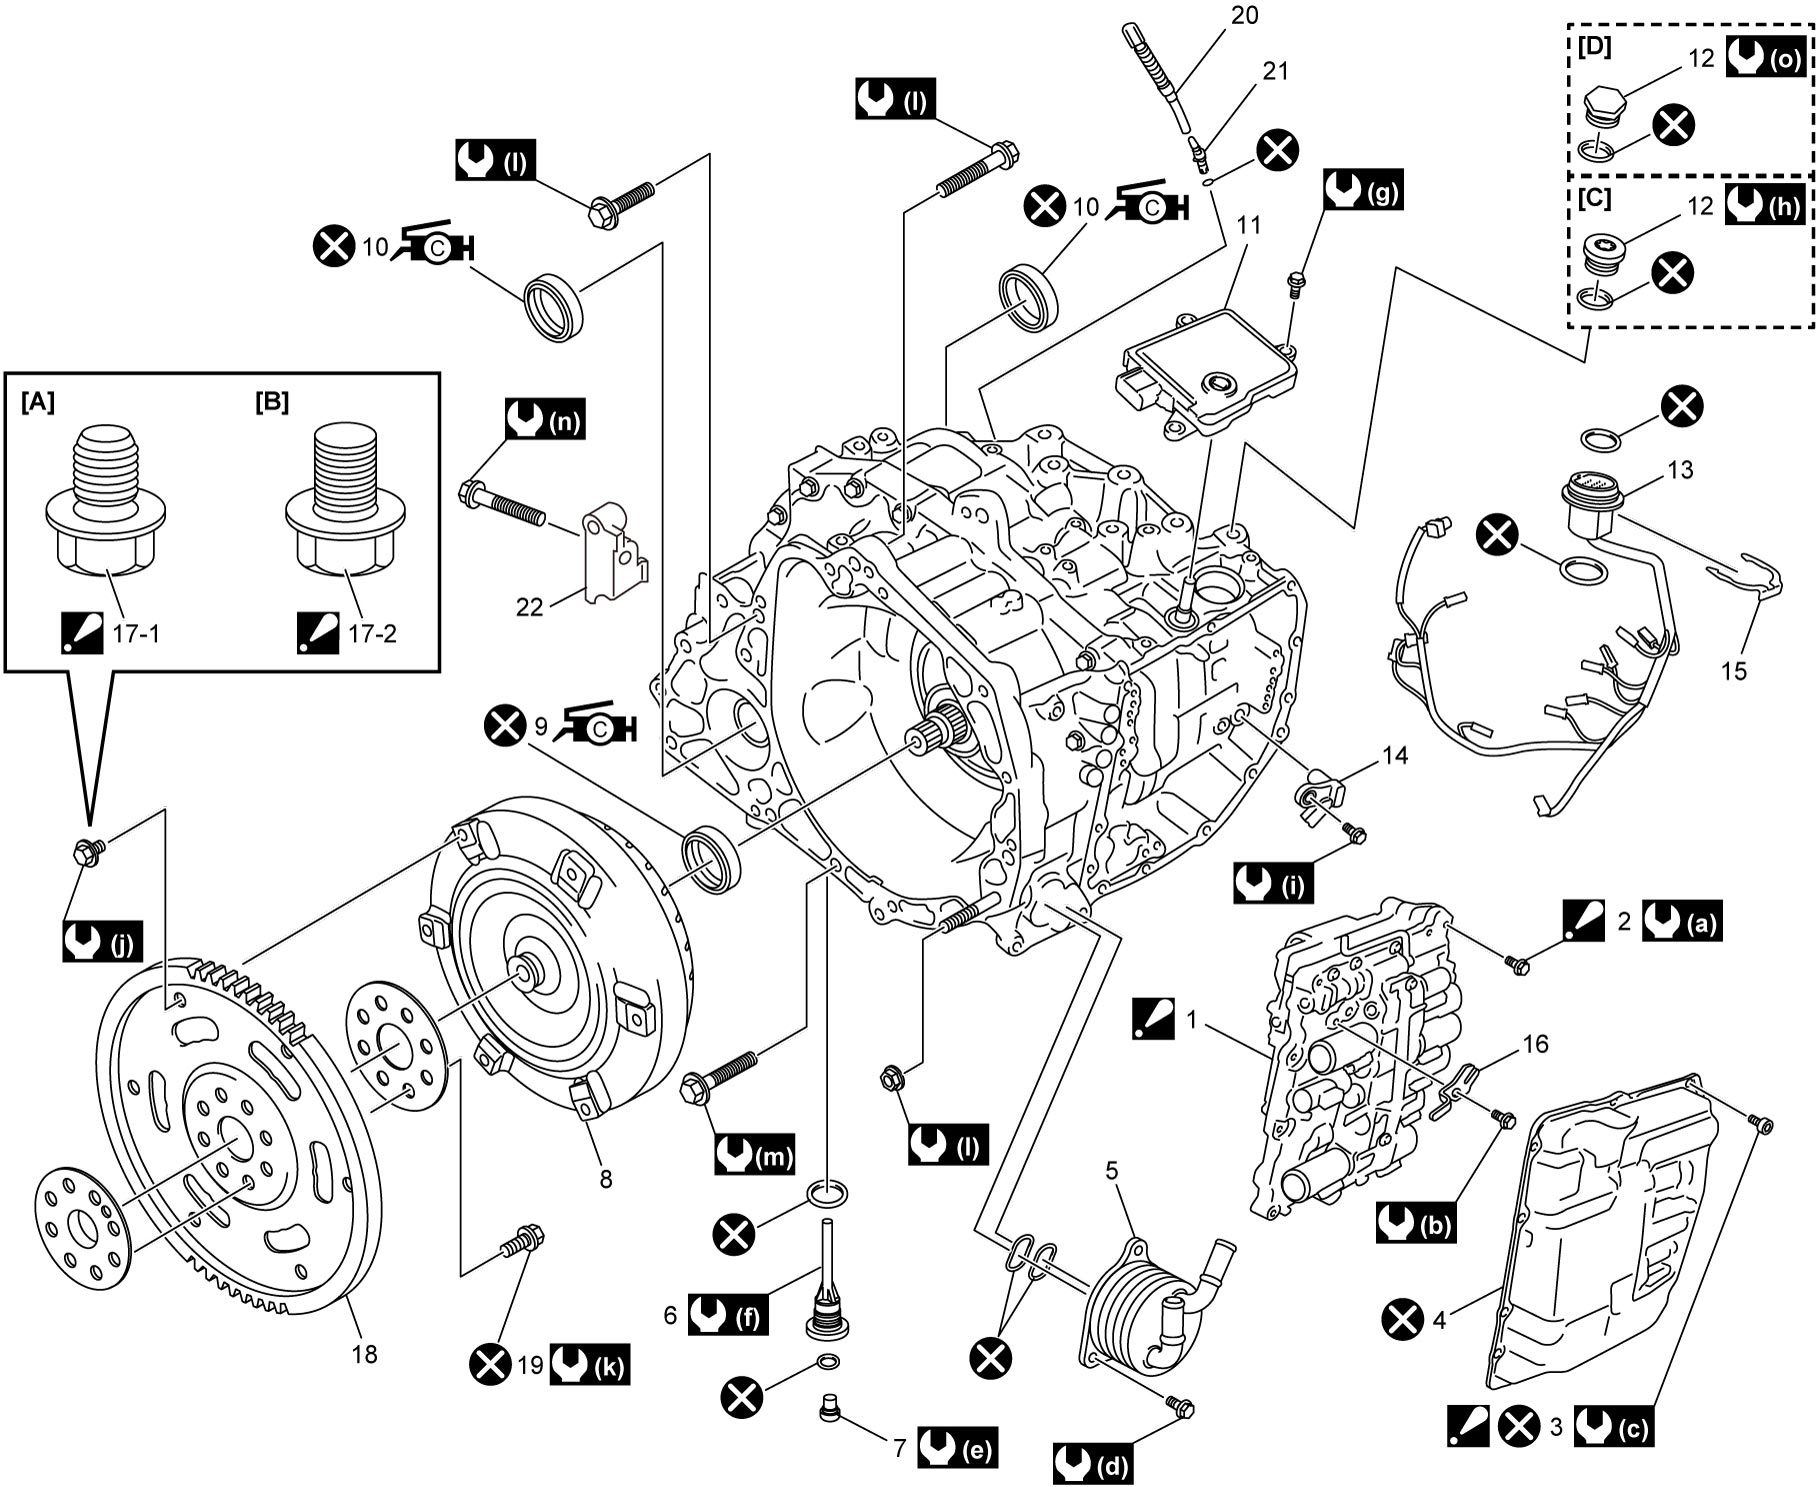 20
[D]
12 (o)
21
(l)
(l)
10 C
(g)
[C]
12 (h)
10 C
11
[A]
[B]
(n)
13
17-1
17-2
22
15
9 C
14
(i)
(j)
2 (a)
1
16
(m)
(l)
5
8
(b)
6 (f)
4
18
19 (k)
3 (c)
7 (e)
(d)